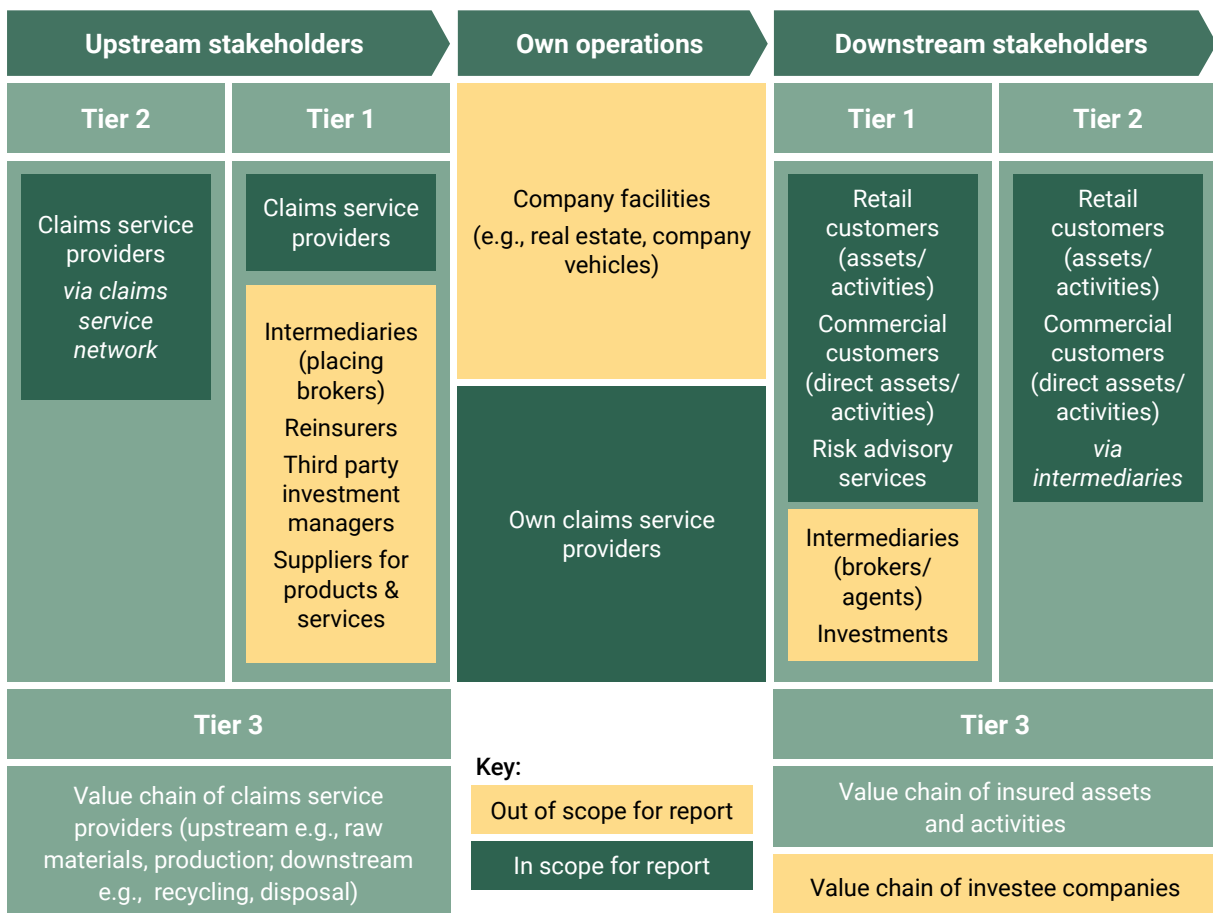 Upstream stakeholders
Own operations
Downstream stakeholders
Tier 2
Tier 1
Claims service
providers
via claims
service
network
Claims service
providers
Intermediaries
(placing
brokers)
Reinsurers
Third party
investment
managers
Suppliers for
products &
services
Company facilities
(e.g., real estate, company
vehicles)
Own claims service
providers
Tier 1
Tier 2
Retail
customers
(assets/
activities)
Commercial
customers
(direct assets/
activities)
Risk advisory
services
Intermediaries
(brokers/
agents)
Investments
Retail
customers
(assets/
activities)
Commercial
customers
(direct assets/
activities)
via
intermediaries
Tier 3
Value chain of claims service
providers (upstream e.g., raw
materials, production; downstream
e.g., recycling, disposal)
Key:
Out of scope for report
In scope for report
Tier 3
Value chain of insured assets
and activities
Value chain of investee companies